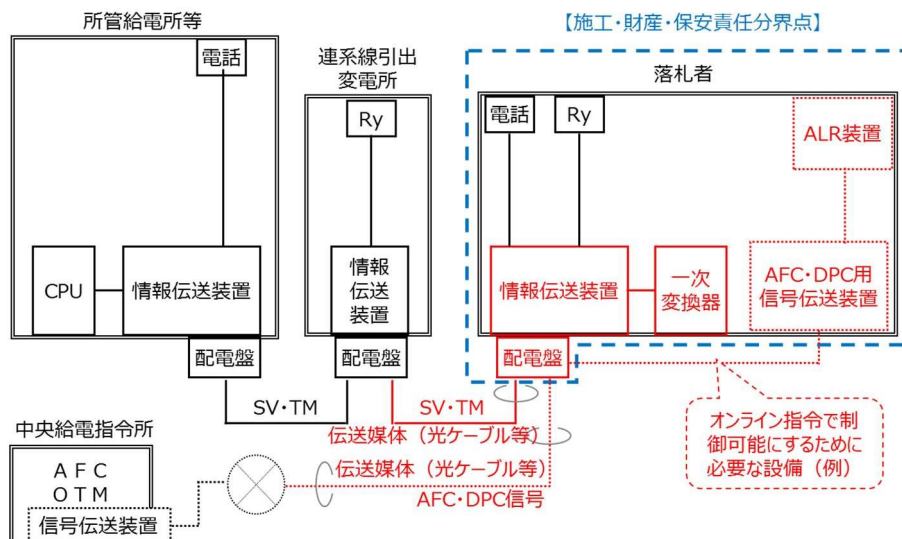 所管給電所等
電話
CPU
情報伝送装置
配電盤
連系線引出
変電所
Ry
情報
伝送
装置
配電盤
【施工・財産・保安責任分界点】
落札者
電話
Ry
ALR装置
情報伝送装置
一次
変換器
AFC・DPC用
信号伝送装置
配電盤
SV・TM
SV・TM
伝送媒体（光ケーブル等）
伝送媒体（光ケーブル等）
AFC・DPC信号
オンライン指令で制
御可能にするために
必要な設備（例）
中央給電指令所
ＡＦＣ
ＯＴＭ
信号伝送装置